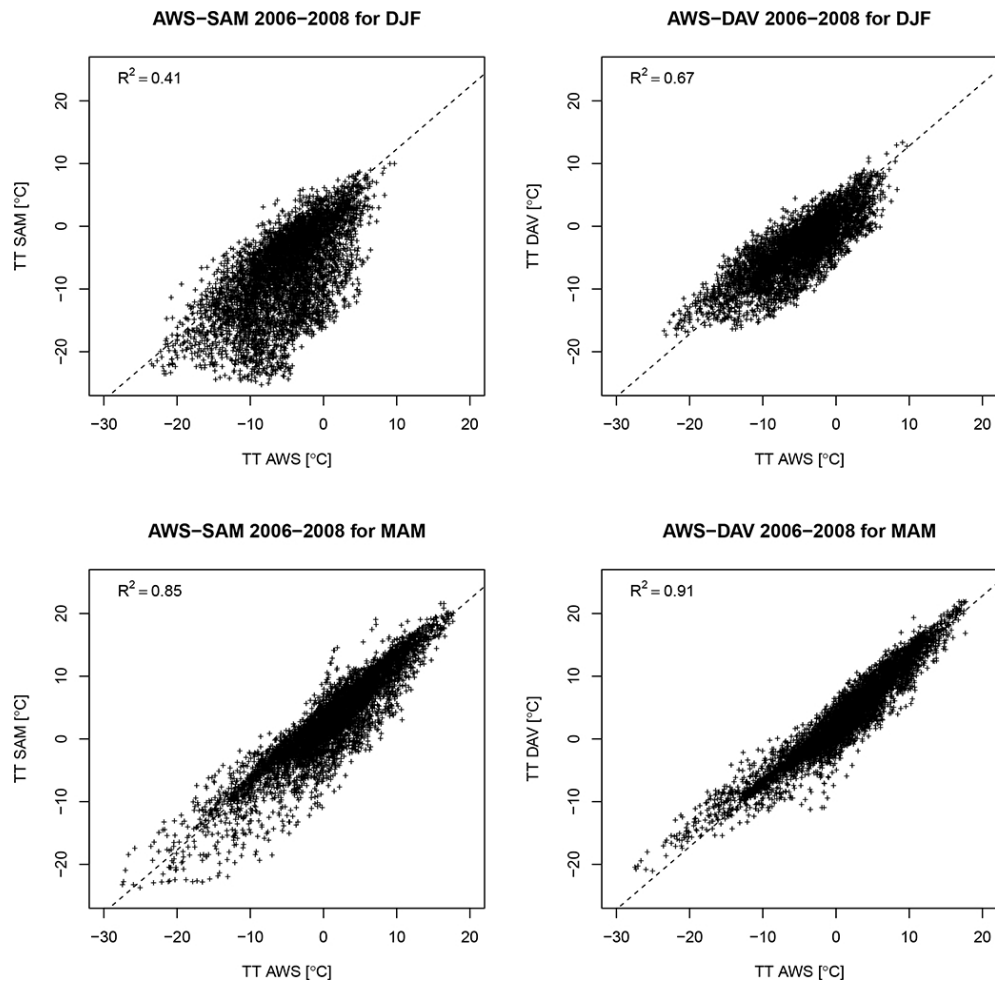 AWS−SAM 2006−2008 for DJF
R² = 0.41
TT SAM [°C]
20
10
0
−10
−20
−30 −20 −10 0 10 20
TT AWS [°C]
AWS−DAV 2006−2008 for DJF
R² = 0.67
TT DAV [°C]
20
10
0
−10
−20
−30 −20 −10 0 10 20
TT AWS [°C]
AWS−SAM 2006−2008 for MAM
R² = 0.85
TT SAM [°C]
20
10
0
−10
−20
−30 −20 −10 0 10 20
TT AWS [°C]
AWS−DAV 2006−2008 for MAM
R² = 0.91
TT DAV [°C]
20
10
0
−10
−20
−30 −20 −10 0 10 20
TT AWS [°C]